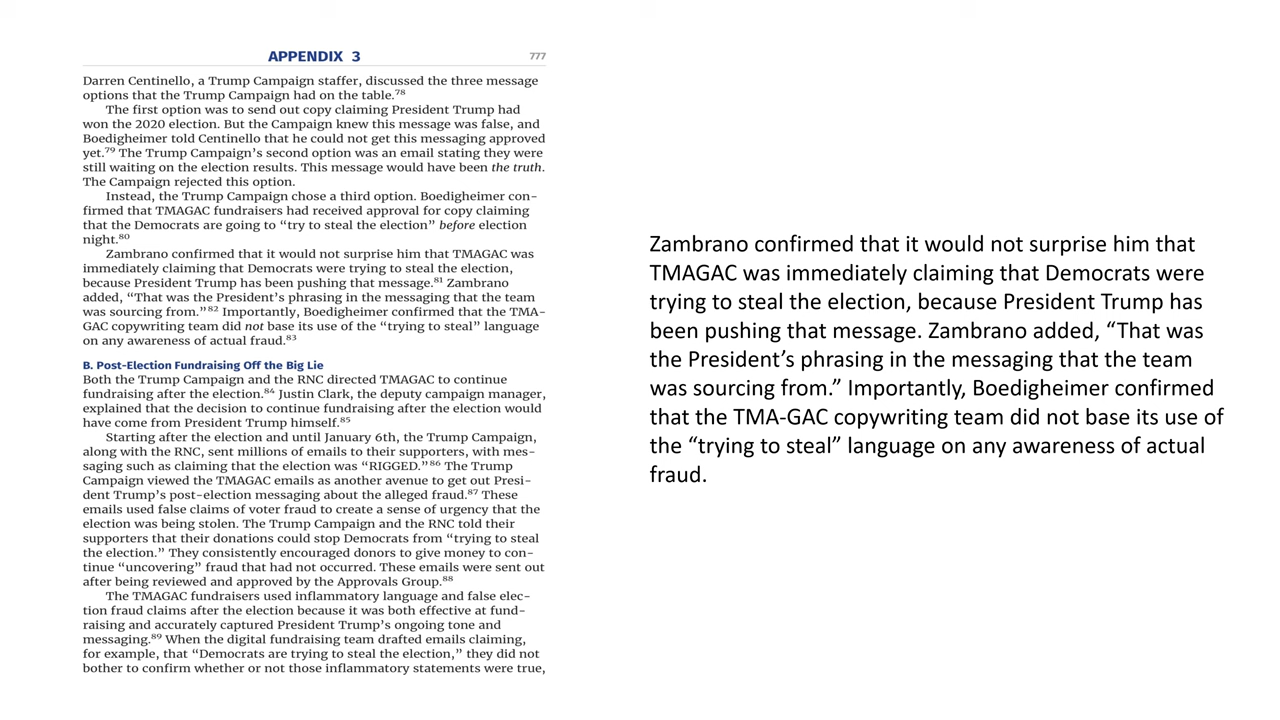 APPENDIX 3
777
Darren Centinello, a Trump Campaign staffer, discussed the three message
options that the Trump Campaign had on the table.78
The first option was to send out copy claiming President Trump had
won the 2020 election. But the Campaign knew this message was false, and
Boedigheimer told Centinello that he could not get this messaging approved
yet.79 The Trump Campaign’s second option was an email stating they were
still waiting on the election results. This message would have been the truth.
The Campaign rejected this option.
Instead, the Trump Campaign chose a third option. Boedigheimer con-
firmed that TMAGAC fundraisers had received approval for copy claiming
that the Democrats are going to “try to steal the election” before election
night.80
Zambrano confirmed that it would not surprise him that TMAGAC was
immediately claiming that Democrats were trying to steal the election,
because President Trump has been pushing that message.81 Zambrano
added, “That was the President’s phrasing in the messaging that the team
was sourcing from.”82 Importantly, Boedigheimer confirmed that the TMA-
GAC copywriting team did not base its use of the “trying to steal” language
on any awareness of actual fraud.83
B. Post-Election Fundraising Off the Big Lie
Both the Trump Campaign and the RNC directed TMAGAC to continue
fundraising after the election.84 Justin Clark, the deputy campaign manager,
explained that the decision to continue fundraising after the election would
have come from President Trump himself.85
Starting after the election and until January 6th, the Trump Campaign,
along with the RNC, sent millions of emails to their supporters, with mes-
saging such as claiming that the election was “RIGGED.”86 The Trump
Campaign viewed the TMAGAC emails as another avenue to get out Presi-
dent Trump’s post-election messaging about the alleged fraud.87 These
emails used false claims of voter fraud to create a sense of urgency that the
election was being stolen. The Trump Campaign and the RNC told their
supporters that their donations could stop Democrats from “trying to steal
the election.” They consistently encouraged donors to give money to con-
tinue “uncovering” fraud that had not occurred. These emails were sent out
after being reviewed and approved by the Approvals Group.88
The TMAGAC fundraisers used inflammatory language and false elec-
tion fraud claims after the election because it was both effective at fund-
raising and accurately captured President Trump’s ongoing tone and
messaging.89 When the digital fundraising team drafted emails claiming,
for example, that “Democrats are trying to steal the election,” they did not
bother to confirm whether or not those inflammatory statements were true,
Zambrano confirmed that it would not surprise him that
TMAGAC was immediately claiming that Democrats were
trying to steal the election, because President Trump has
been pushing that message. Zambrano added, “That was
the President’s phrasing in the messaging that the team
was sourcing from.” Importantly, Boedigheimer confirmed
that the TMA-GAC copywriting team did not base its use of
the “trying to steal” language on any awareness of actual
fraud.